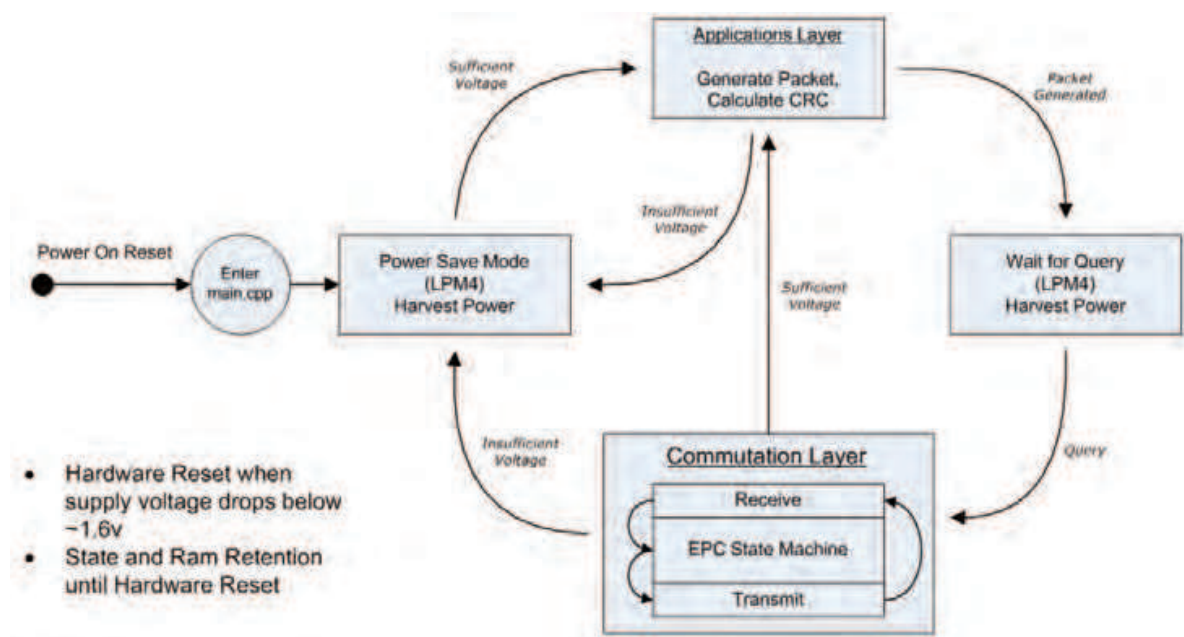 Applications Layer
Generate Packet,
Calculate CRC
Sufficient
Voltage
Packet
Generated
Insufficient
Voltage
Power On Reset
Enter
main.cpp
Power Save Mode
(LPM4)
Harvest Power
Wait for Query
(LPM4)
Harvest Power
Sufficient
Voltage
Insufficient
Voltage
Query
Commutation Layer
Receive
EPC State Machine
Transmit
• Hardware Reset when
supply voltage drops below
~1.6v
• State and Ram Retention
until Hardware Reset